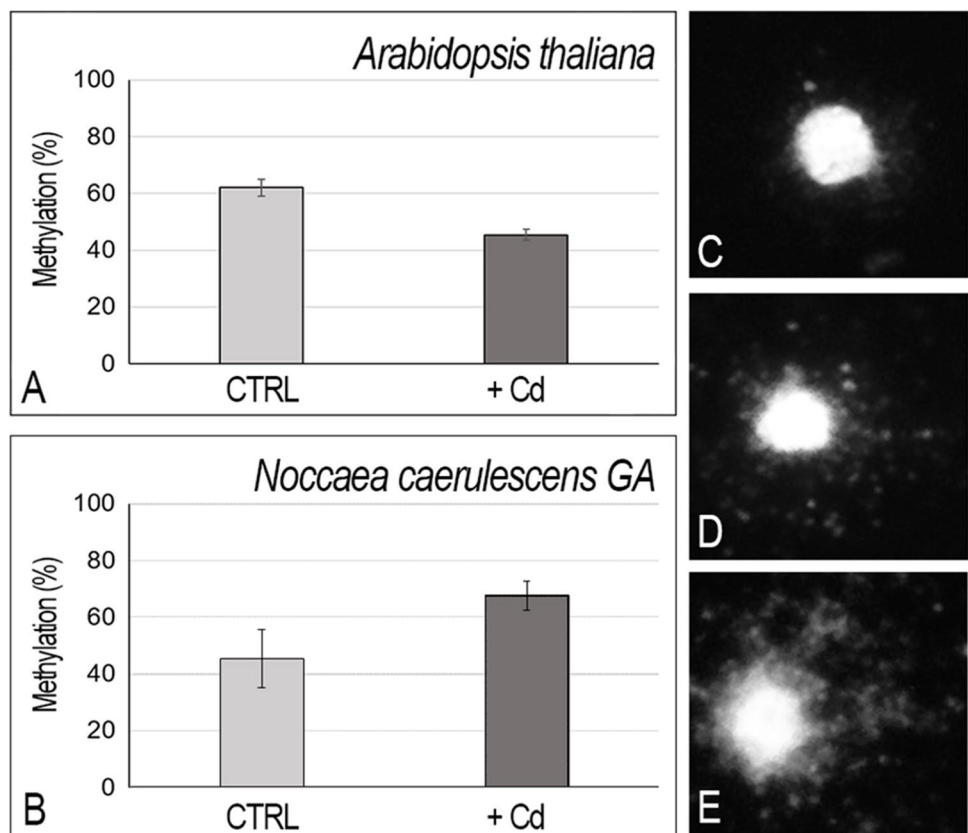 Arabidopsis thaliana
Methylation (%)
100
80
60
40
20
0
CTRL
+ Cd
A
Noccaea caerulescens GA
Methylation (%)
100
80
60
40
20
0
CTRL
+ Cd
B
C
D
E